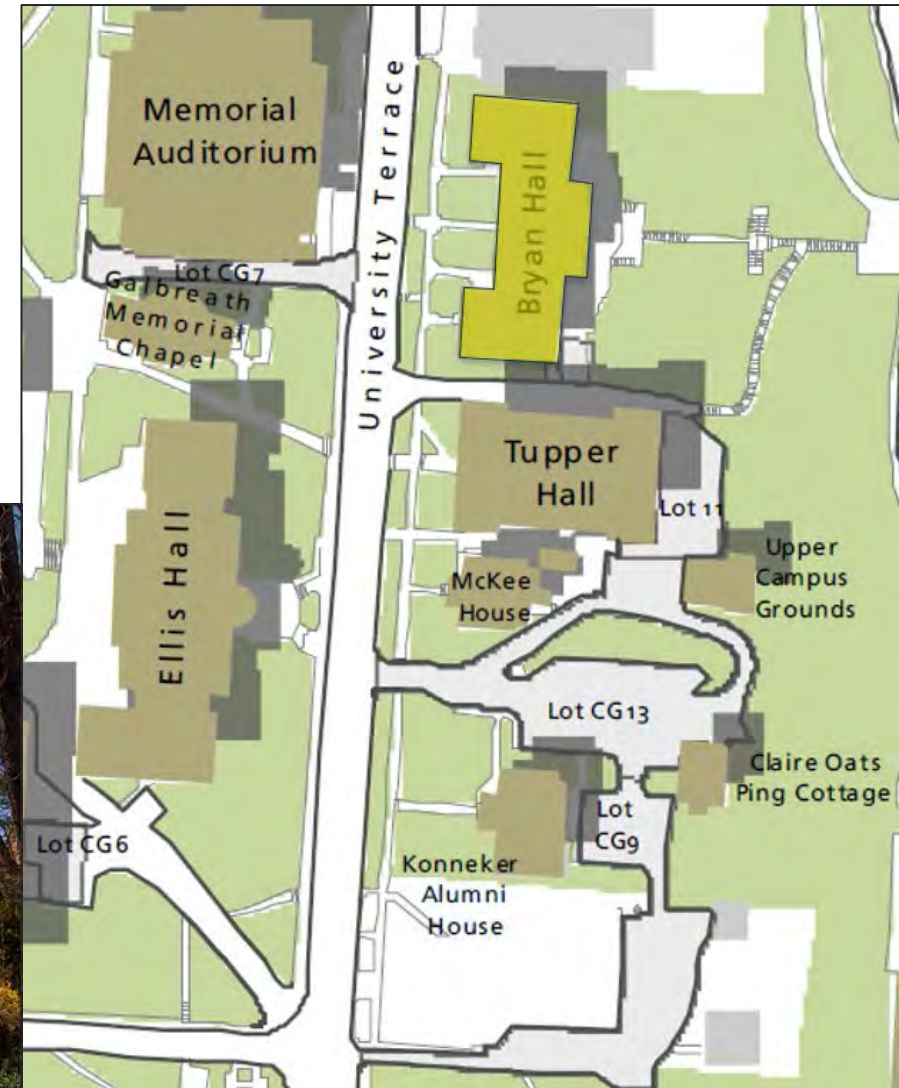 Memorial
Auditorium
University Terrace
Bryan Hall
Lot CG7
Galbreath
Memorial
Chapel
Tupper
Hall
Ellis Hall
Lot 11
McKee
House
Upper
Campus
Grounds
Lot CG13
Claire Oats
Ping Cottage
Lot
CG9
Lot CG6
Konneker
Alumni
House